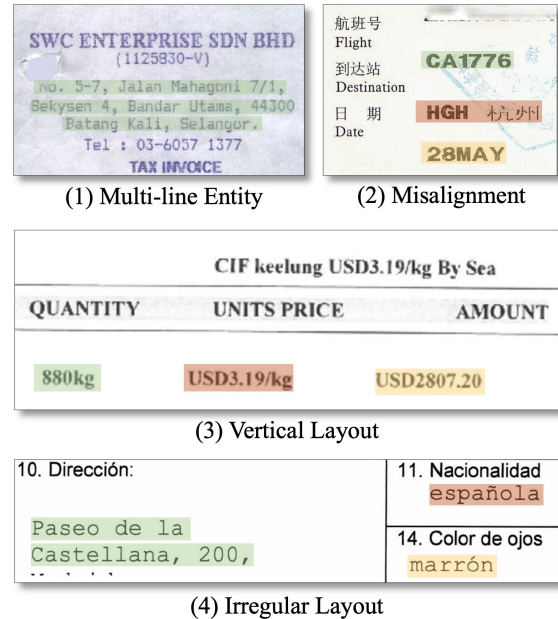 SWC ENTERPRISE SDN BHD
(1125830-V)
No. 5-7, Jalan Mahagoni 7/1,
Sekysen 4, Bandar Utama, 44300
Batang Kali, Selangor.
Tel : 03-6057 1377
TAX INVOICE
(1) Multi-line Entity
航班号
Flight
CA1776
到达站
Destination
HGH 杭州
日 期
Date
28MAY
(2) Misalignment
CIF keelung USD3.19/kg By Sea
QUANTITY UNITS PRICE AMOUNT
880kg USD3.19/kg USD2807.20
(3) Vertical Layout
10. Dirección:
Paseo de la
Castellana, 200,
11. Nacionalidad
española
14. Color de ojos
marrón
(4) Irregular Layout